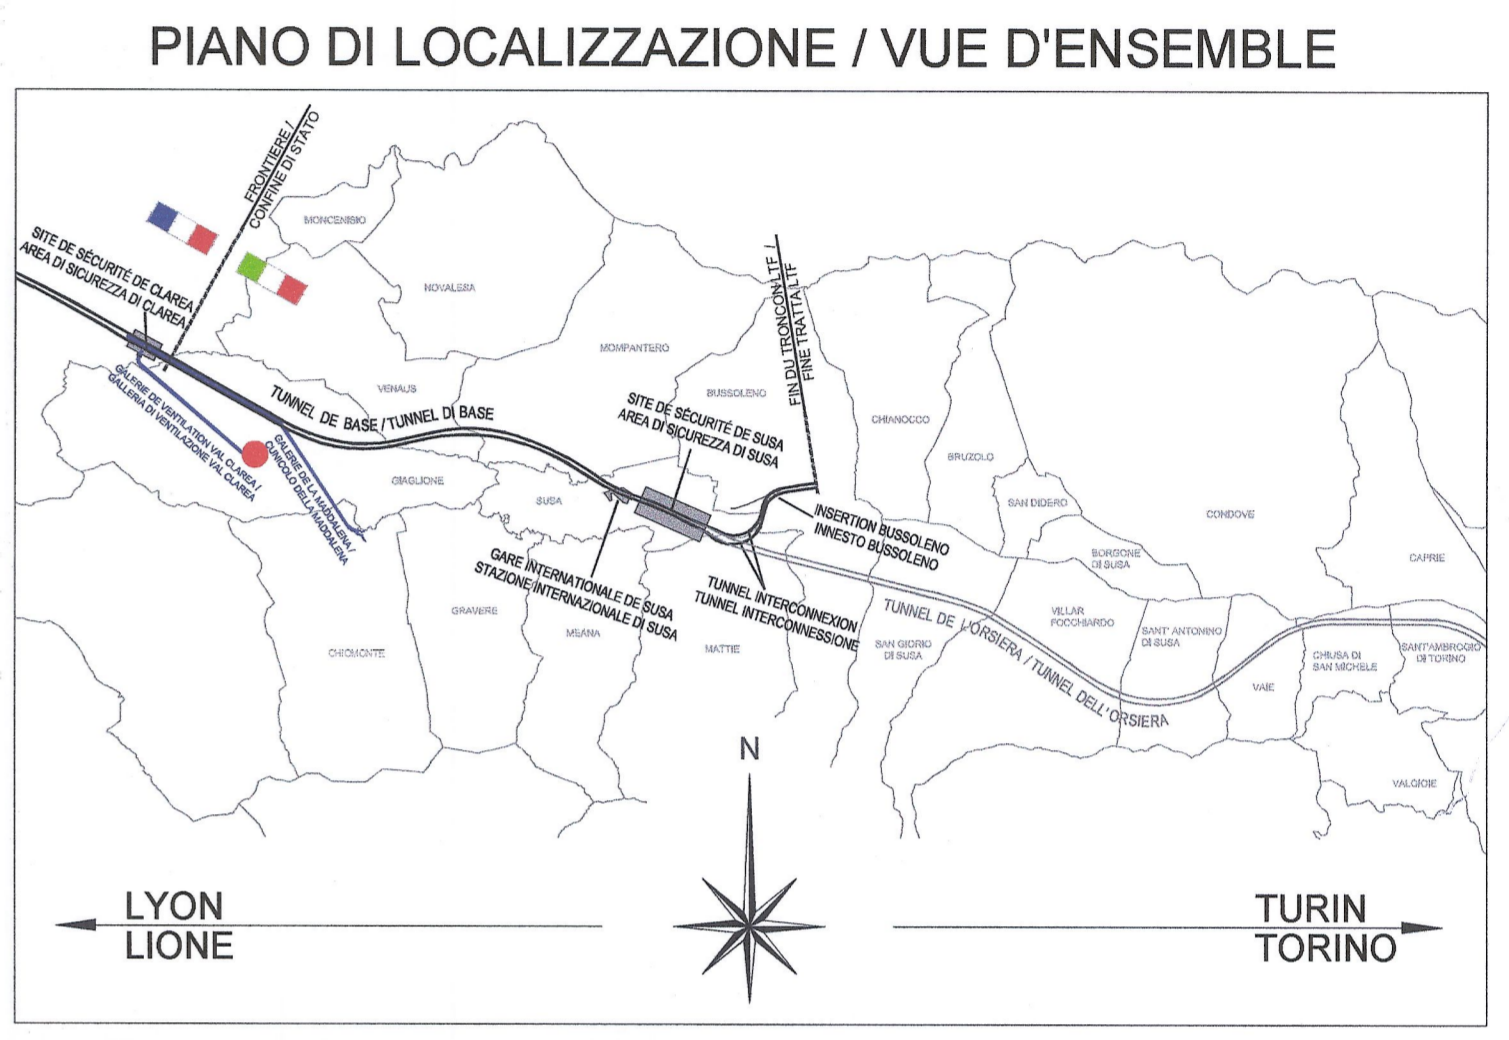 PIANO DI LOCALIZZAZIONE / VUE D'ENSEMBLE
FRONTIERE /
CONFINE DI STATO
SITE DE SÉCURITÉ DE CLAREA
AREA DI SICUREZZA DI CLAREA
MONCENISIO
NOVALESA
MOMPANTERO
VENAUS
TUNNEL DE BASE / TUNNEL DI BASE
GALERIE DE VENTILATION VAL CLAREA /
GALLERIA DI VENTILAZIONE VAL CLAREA
GALERIE DE LA MADDALENA /
CUNICOLO DELLA MADDALENA
GIAGLIONE
SUSA
SITE DE SÉCURITÉ DE SUSA
AREA DI SICUREZZA DI SUSA
BUSSOLENO
FIN DU TRONCON LTF /
FINE TRATTA LTF
CHIANOCCO
BRUZOLO
SAN DIDERO
CONDOVE
BORGONE
DI SUSA
CAPRIE
INSERTION BUSSOLENO
INNESTO BUSSOLENO
GARE INTERNATIONALE DE SUSA
STAZIONE INTERNAZIONALE DI SUSA
TUNNEL INTERCONNEXION
TUNNEL INTERCONNESSIONE
TUNNEL DE L'ORSIERA / TUNNEL DELL'ORSIERA
CHIOMONTE
GRAVERE
MEANA
MATTIE
SAN GIORIO
DI SUSA
VILLAR
FOCCHIARDO
SANT' ANTONINO
DI SUSA
VAIE
CHIUSA DI
SAN MICHELE
SANT'AMBROGIO
DI TORINO
VALGIOIE
N
LYON
LIONE
TURIN
TORINO